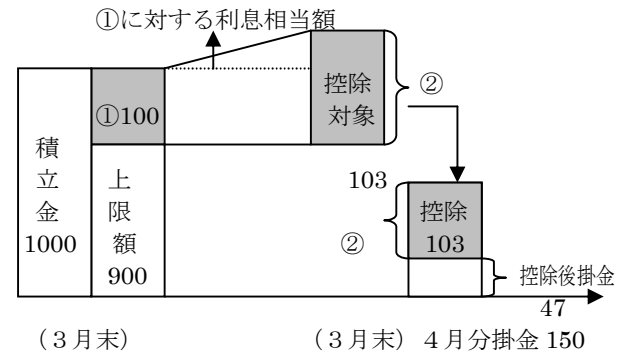 ①に対する利息相当額
①100
積立金
1000
上限額
900
控除
対象
②
103
②
控除
103
控除後掛金
47
(３月末)
(３月末) ４月分掛金 150